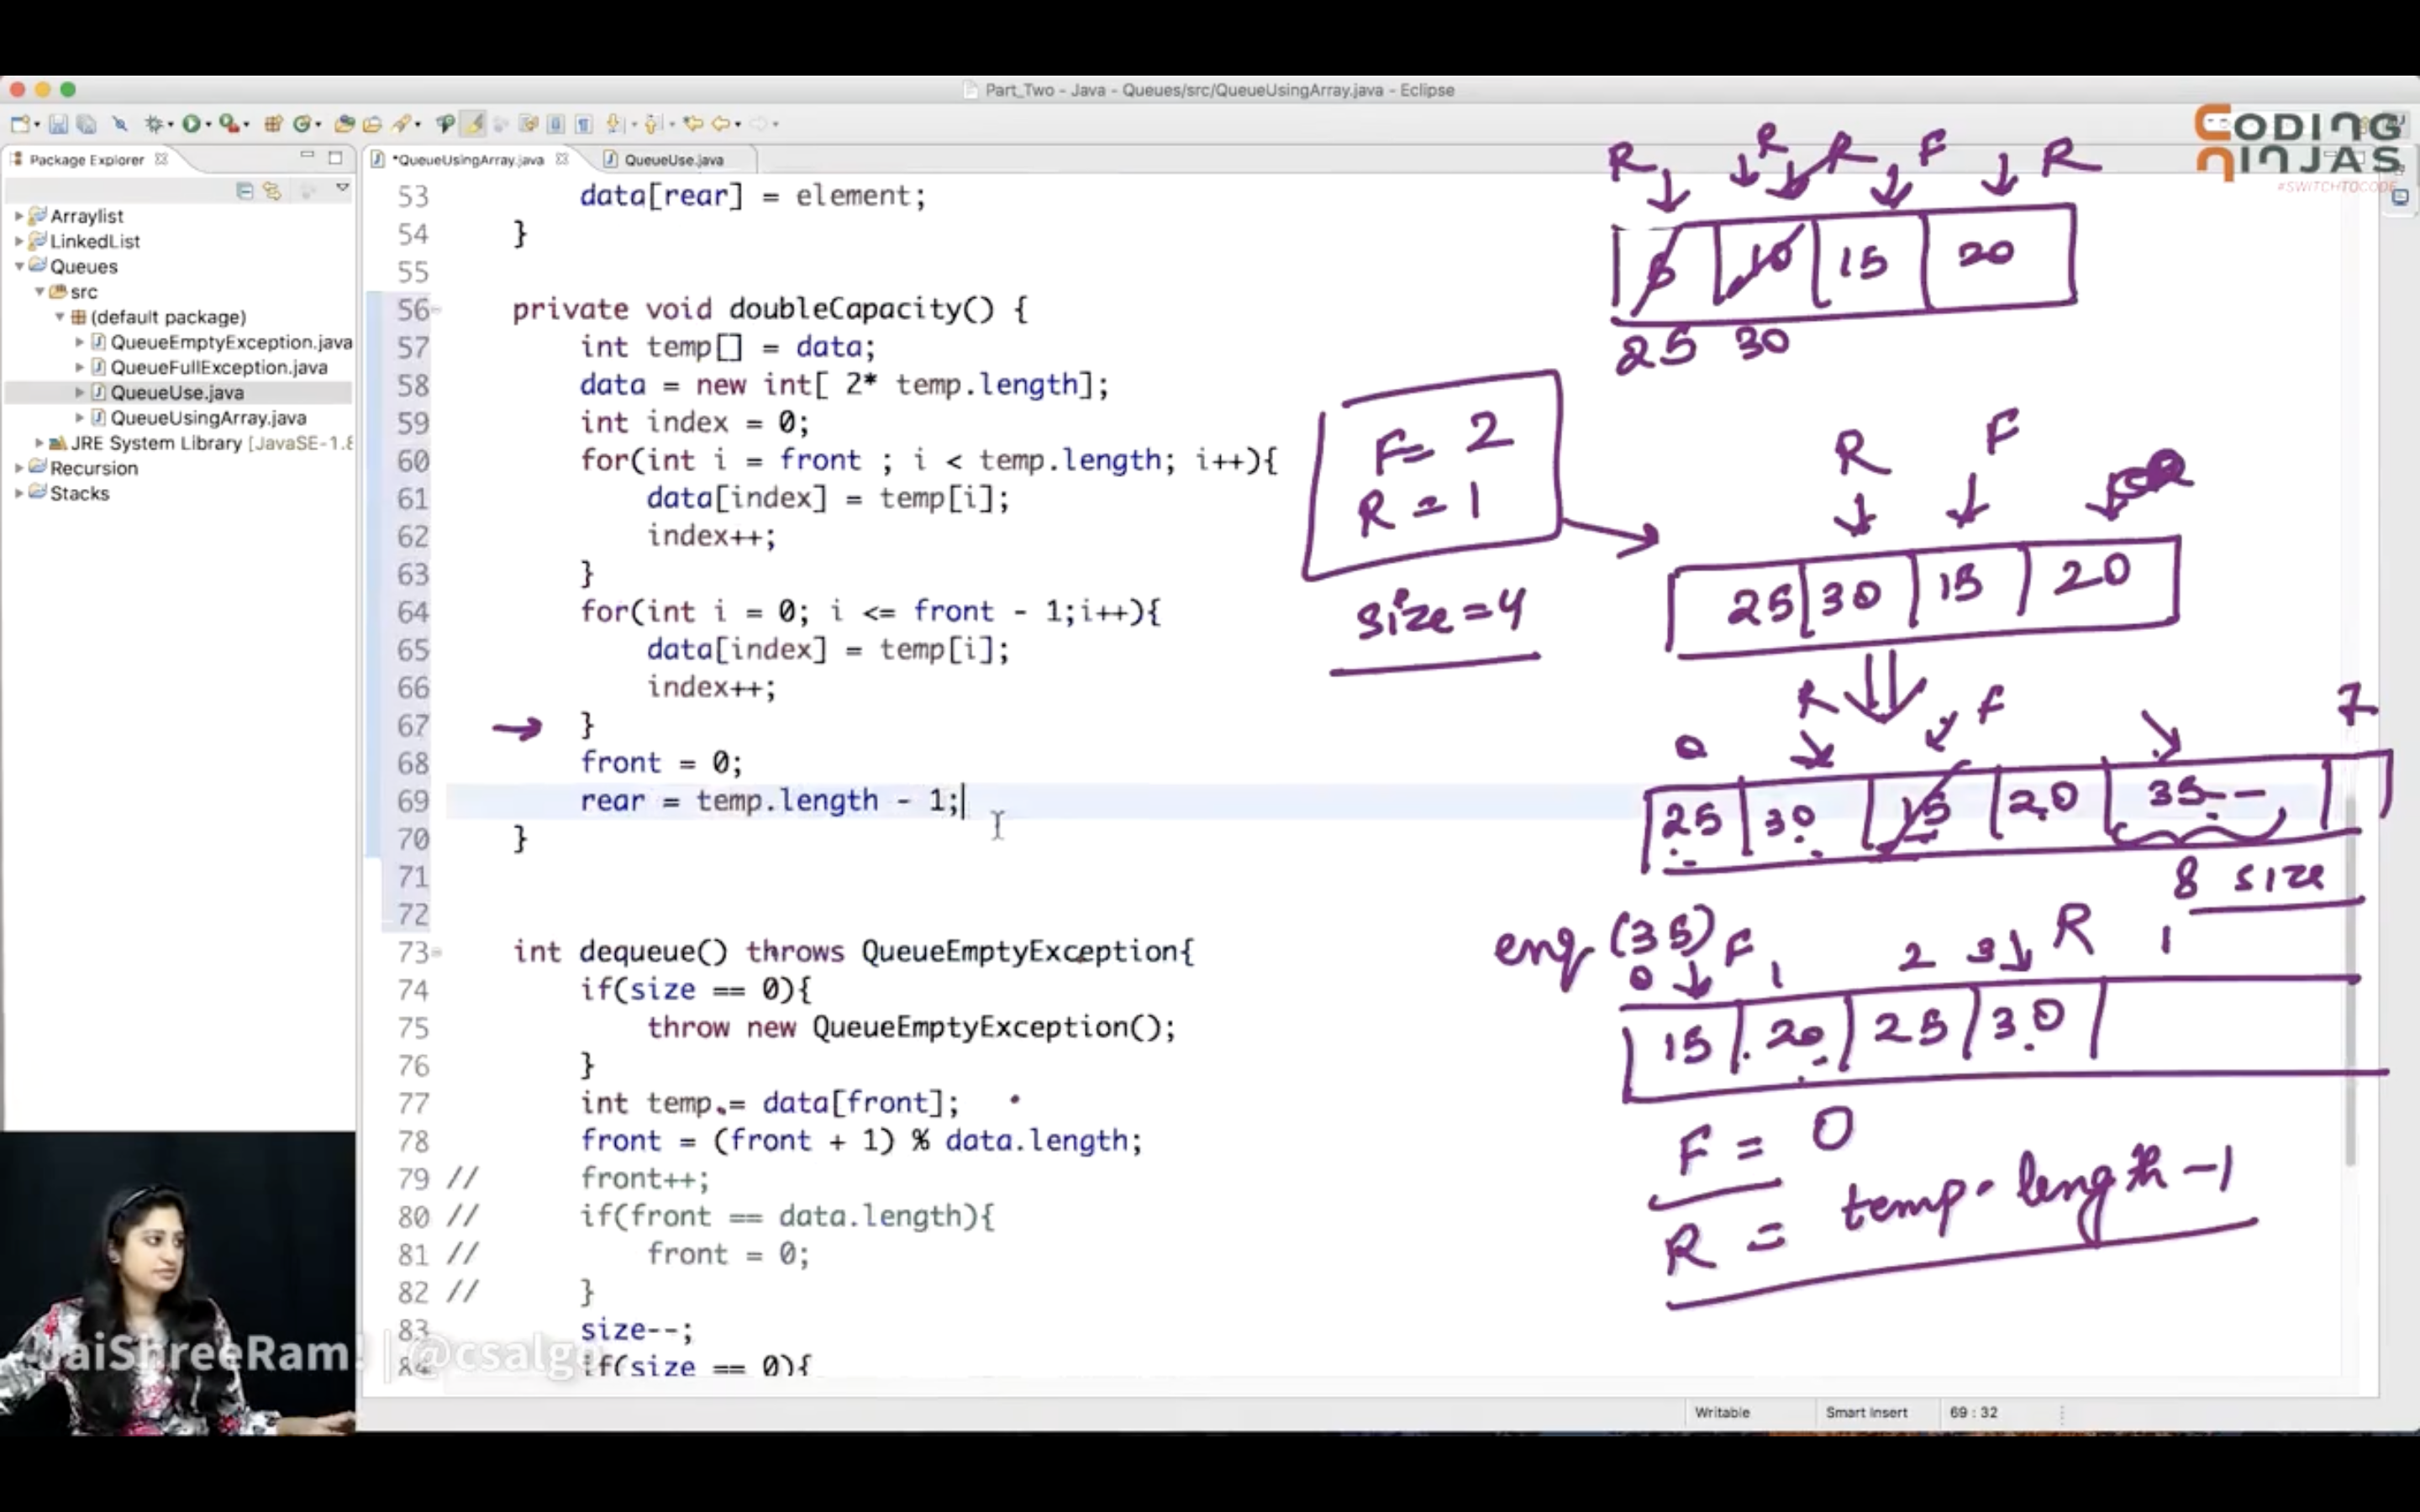 Part_Two - Java - Queues/src/QueueUsingArray.java - Eclipse
CODING NINJAS
#SWITCHTOCODE
Package Explorer
*QueueUsingArray.java
QueueUse.java
Arraylist
LinkedList
Queues
src
(default package)
QueueEmptyException.java
QueueFullException.java
QueueUse.java
QueueUsingArray.java
JRE System Library [JavaSE-1.8
Recursion
Stacks
53 data[rear] = element;
54 }
55
56 private void doubleCapacity() {
57 int temp[] = data;
58 data = new int[ 2* temp.length];
59 int index = 0;
60 for(int i = front ; i < temp.length; i++){
61 data[index] = temp[i];
62 index++;
63 }
64 for(int i = 0; i <= front - 1;i++){
65 data[index] = temp[i];
66 index++;
67 }
68 front = 0;
69 rear = temp.length - 1;
70 }
71
72
73 int dequeue() throws QueueEmptyException{
74 if(size == 0){
75 throw new QueueEmptyException();
76 }
77 int temp = data[front];
78 front = (front + 1) % data.length;
79 // front++;
80 // if(front == data.length){
81 // front = 0;
82 // }
83 size--;
84 if(size == 0){
R R R F R
10 15 20
25 30
F= 2
R = 1
size=4
R F
25 30 15 20
R F
0 7
25 30 15 20 35--
8 size
enq (35) F R 1
0 1 2 3
15 20 25 30
F = 0
R = temp.length-1
JaiShreeRam! | @csalgo
Writable Smart Insert 69 : 32